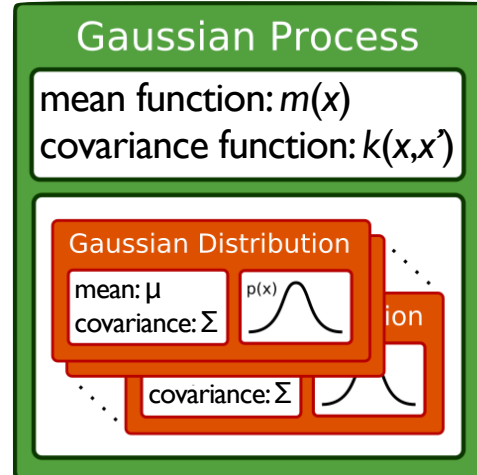 Gaussian Process
mean function: m(x)
covariance function: k(x,x')
Gaussian Distribution
mean: μ
covariance: Σ
p(x)
covariance: Σ